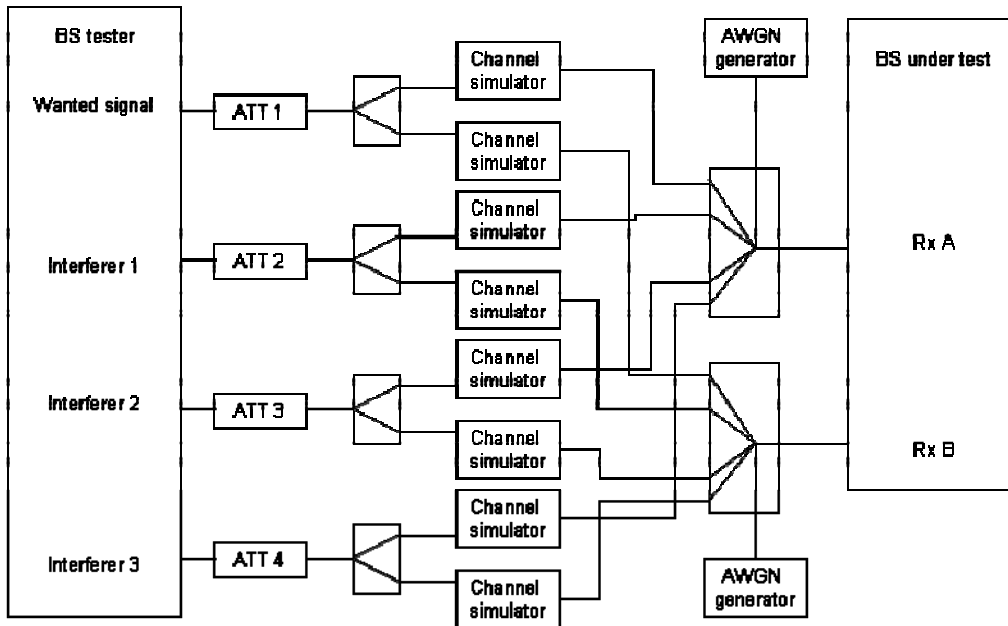 BS tester
Wanted signal
Interferer 1
Interferer 2
Interferer 3
ATT 1
ATT 2
ATT 3
ATT 4
Channel
simulator
Channel
simulator
Channel
simulator
Channel
simulator
Channel
simulator
Channel
simulator
Channel
simulator
Channel
simulator
AWGN
generator
AWGN
generator
BS under test
Rx A
Rx B